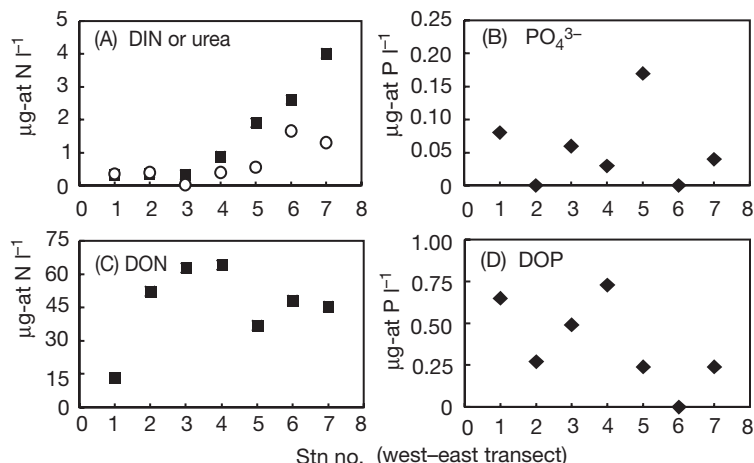 (A) DIN or urea
µg-at N l⁻¹
5
4
3
2
1
0
0 1 2 3 4 5 6 7 8
(B) PO₄³⁻
µg-at P l⁻¹
0.25
0.20
0.15
0.10
0.05
0
0 1 2 3 4 5 6 7 8
(C) DON
µg-at N l⁻¹
75
60
45
30
15
0
0 1 2 3 4 5 6 7 8
(D) DOP
µg-at P l⁻¹
1.00
0.75
0.50
0.25
0
0 1 2 3 4 5 6 7 8
Stn no. (west–east transect)